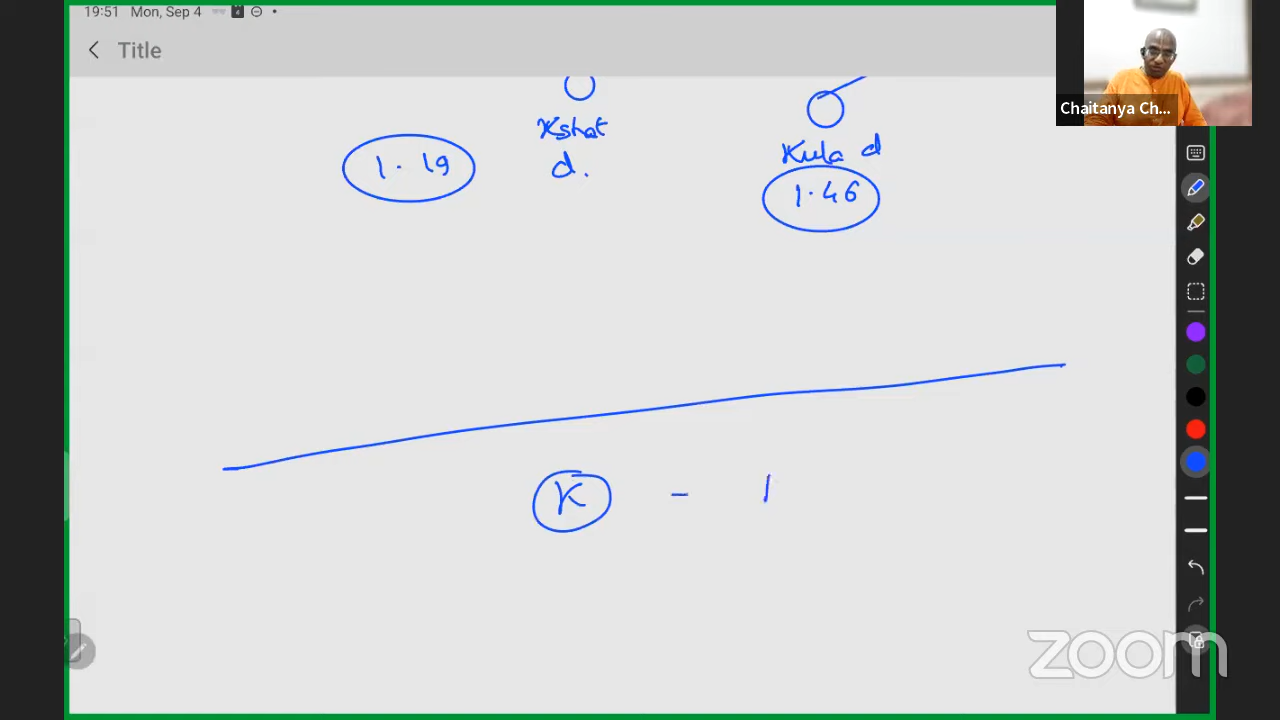 19:51 Mon, Sep 4
Title
Chaitanya Ch...
Kshat
d.
1.19
Kula d
1.46
K - 1
zoom